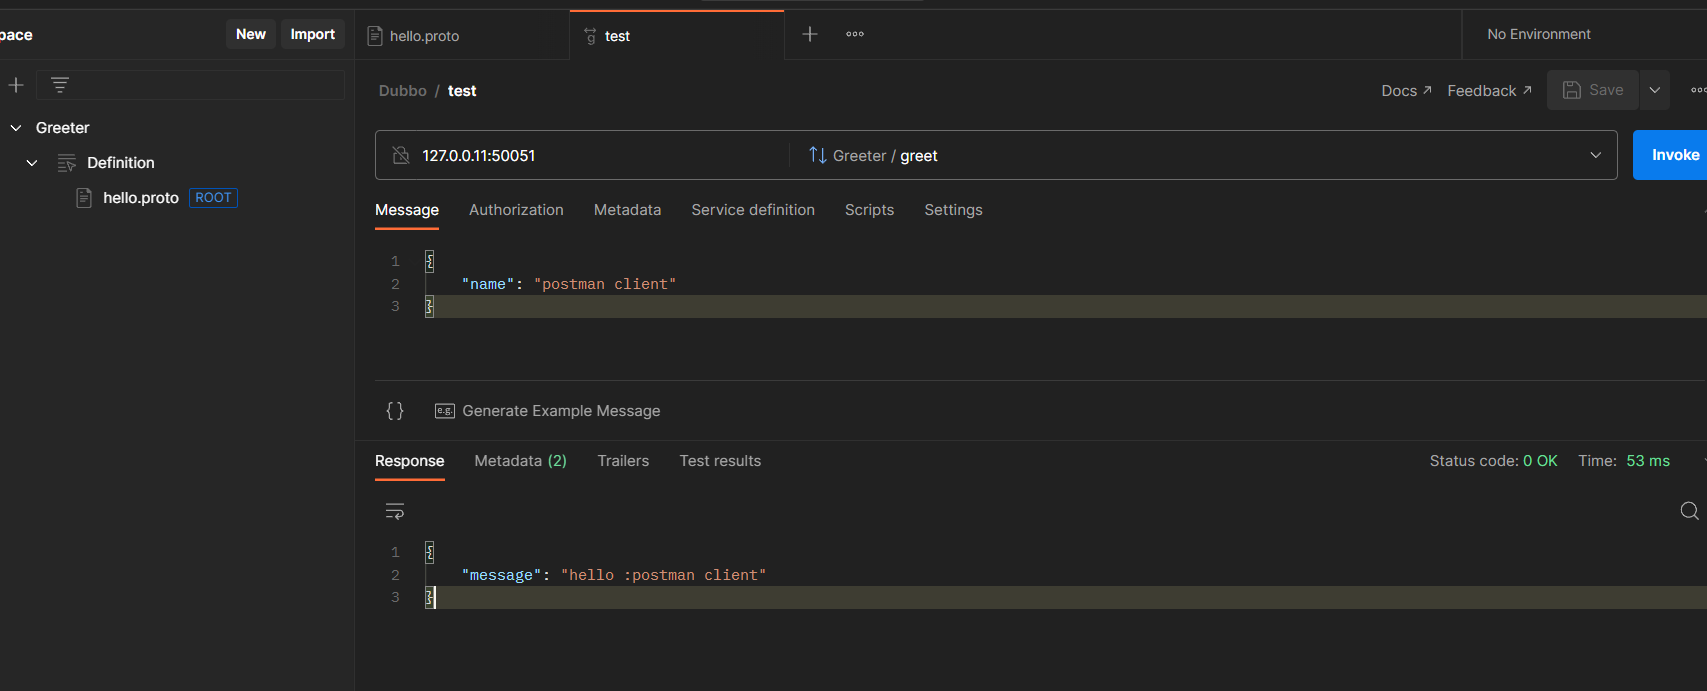 pace New Import hello.proto test No Environment
Dubbo / test Docs Feedback Save
Greeter
127.0.0.11:50051 Greeter / greet Invoke
Definition
hello.proto ROOT
Message Authorization Metadata Service definition Scripts Settings
1 {
2 "name": "postman client"
3 }
{} e.g. Generate Example Message
Response Metadata (2) Trailers Test results Status code: 0 OK Time: 53 ms
1 {
2 "message": "hello :postman client"
3 }